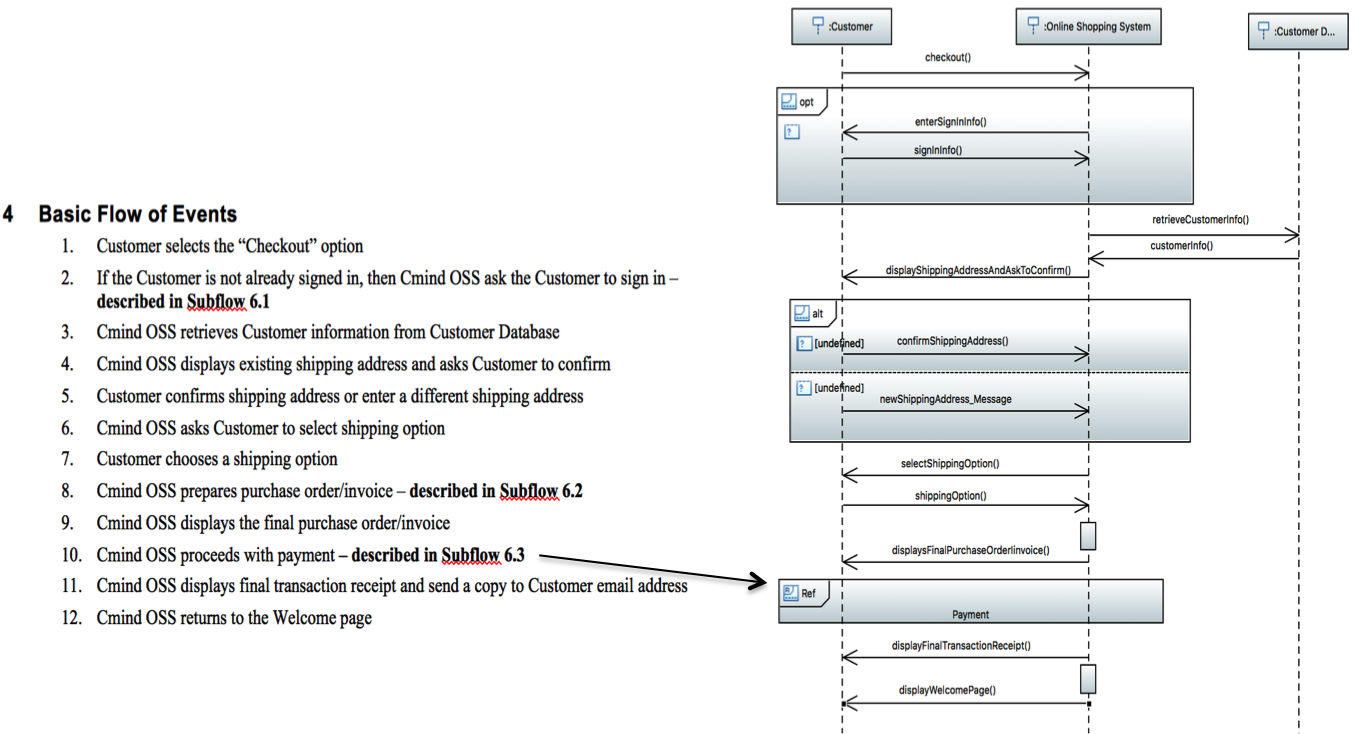 4 Basic Flow of Events
1. Customer selects the “Checkout” option
2. If the Customer is not already signed in, then Cmind OSS ask the Customer to sign in –
described in Subflow 6.1
3. Cmind OSS retrieves Customer information from Customer Database
4. Cmind OSS displays existing shipping address and asks Customer to confirm
5. Customer confirms shipping address or enter a different shipping address
6. Cmind OSS asks Customer to select shipping option
7. Customer chooses a shipping option
8. Cmind OSS prepares purchase order/invoice – described in Subflow 6.2
9. Cmind OSS displays the final purchase order/invoice
10. Cmind OSS proceeds with payment – described in Subflow 6.3
11. Cmind OSS displays final transaction receipt and send a copy to Customer email address
12. Cmind OSS returns to the Welcome page
:Customer
:Online Shopping System
:Customer D...
checkout()
opt
enterSignInInfo()
signInInfo()
retrieveCustomerInfo()
customerInfo()
displayShippingAddressAndAskToConfirm()
alt
[undefined]
confirmShippingAddress()
[undefined]
newShippingAddress_Message
selectShippingOption()
shippingOption()
displaysFinalPurchaseOrderIinvoice()
Ref
Payment
displayFinalTransactionReceipt()
displayWelcomePage()